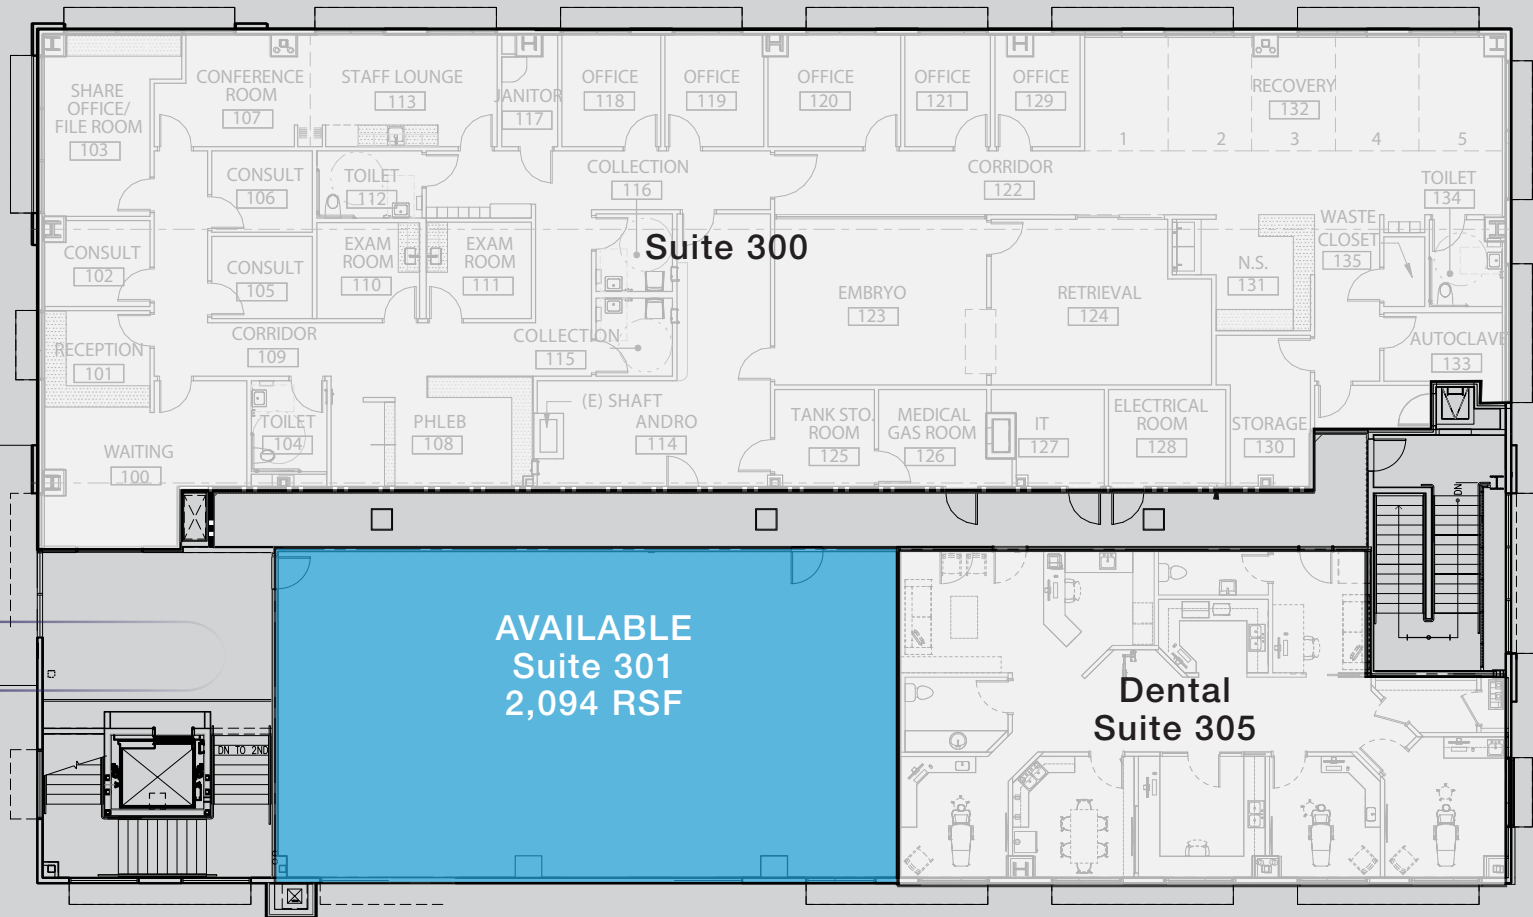 SHARE
OFFICE/
FILE ROOM
103
CONFERENCE
ROOM
107
STAFF LOUNGE
113
JANITOR
117
OFFICE
118
OFFICE
119
OFFICE
120
OFFICE
121
OFFICE
129
RECOVERY
132
1
2
3
4
5
CONSULT
106
TOILET
112
COLLECTION
116
CORRIDOR
122
TOILET
134
CONSULT
102
CONSULT
105
EXAM
ROOM
110
EXAM
ROOM
111
Suite 300
WASTE
CLOSET
135
N.S.
131
EMBRYO
123
RETRIEVAL
124
RECEPTION
101
CORRIDOR
109
COLLECTION
115
AUTOCLAVE
133
WAITING
100
TOILET
104
PHLEB
108
(E) SHAFT
ANDRO
114
TANK STO.
ROOM
125
MEDICAL
GAS ROOM
126
IT
127
ELECTRICAL
ROOM
128
STORAGE
130
DN
AVAILABLE
Suite 301
2,094 RSF
Dental
Suite 305
DN TO 2ND